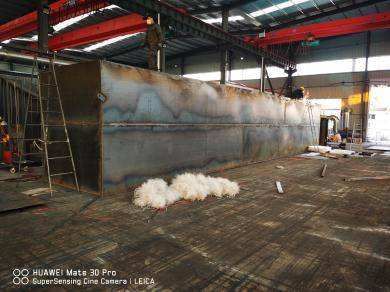 HUAWEI Mate 30 Pro
SuperSensing Cine Camera | LEICA